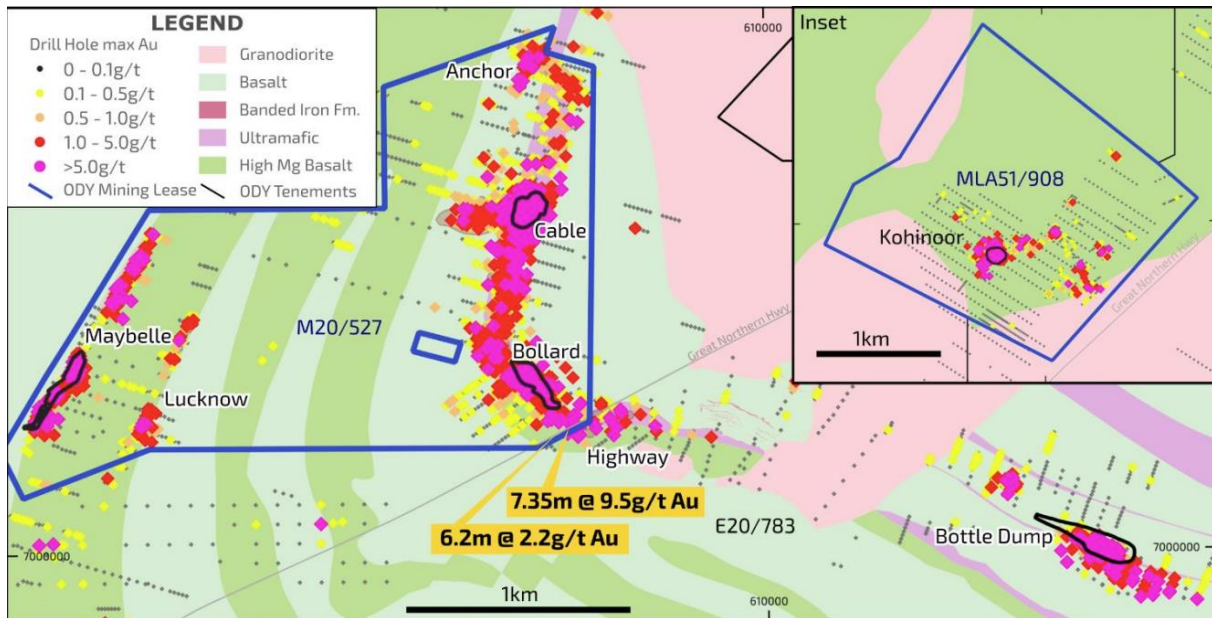 LEGEND
Drill Hole max Au
0 - 0.1g/t
0.1 - 0.5g/t
0.5 - 1.0g/t
1.0 - 5.0g/t
>5.0g/t
ODY Mining Lease
Granodiorite
Basalt
Banded Iron Fm.
Ultramafic
High Mg Basalt
ODY Tenements
610000
Inset
MLA51/908
Kohinoor
Great Northern Hwy
1km
Anchor
Cable
M20/527
Maybelle
Bollard
Great Northern Hwy
Lucknow
Highway
7.35m @ 9.5g/t Au
6.2m @ 2.2g/t Au
E20/783
Bottle Dump
7000000
7000000
1km
610000